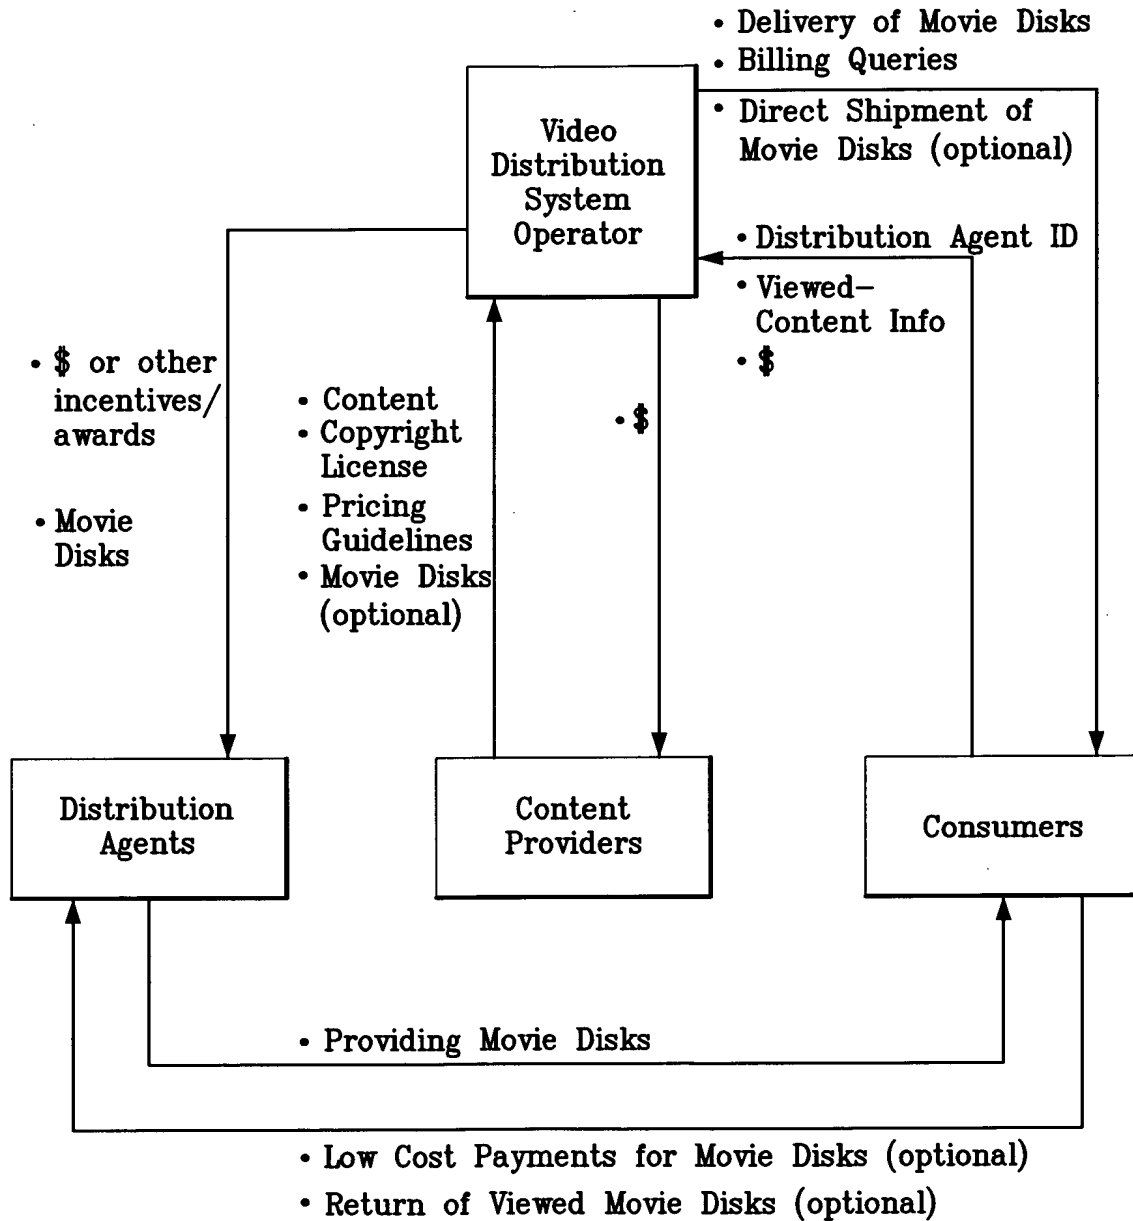 • Delivery of Movie Disks
• Billing Queries
• Direct Shipment of
Movie Disks (optional)
Video
Distribution
System
Operator
• Distribution Agent ID
• Viewed-
Content Info
• $
• $ or other
incentives/
awards
• Movie
Disks
• Content
• Copyright
License
• Pricing
Guidelines
• Movie Disks
(optional)
• $
Distribution
Agents
Content
Providers
Consumers
• Providing Movie Disks
• Low Cost Payments for Movie Disks (optional)
• Return of Viewed Movie Disks (optional)